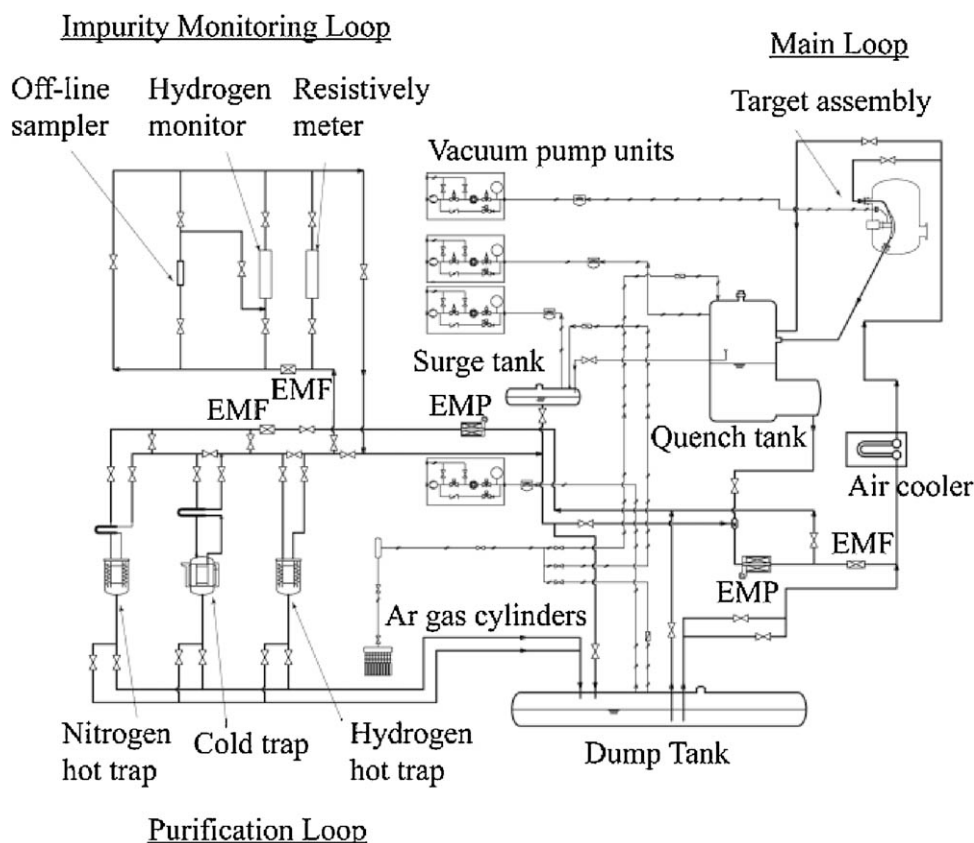 Impurity Monitoring Loop
Main Loop
Off-line
sampler
Hydrogen
monitor
Resistively
meter
Target assembly
Vacuum pump units
Surge tank
EMF
EMF
EMP
Quench tank
Air cooler
EMF
EMP
Ar gas cylinders
Nitrogen
hot trap
Cold trap
Hydrogen
hot trap
Dump Tank
Purification Loop